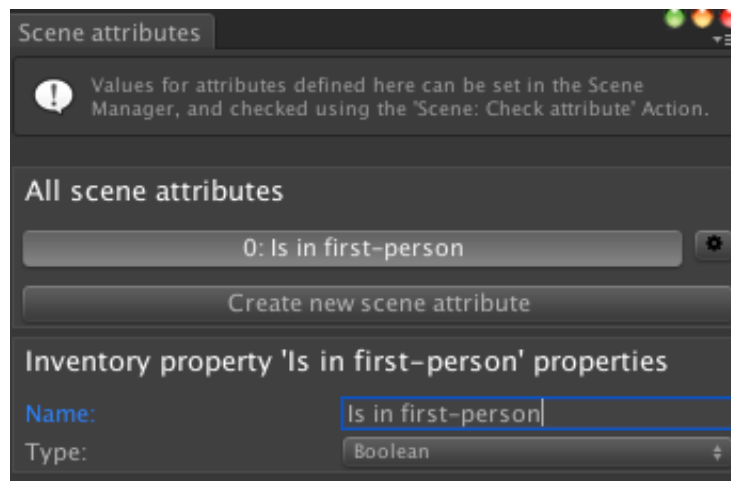 Scene attributes
Values for attributes defined here can be set in the Scene
Manager, and checked using the 'Scene: Check attribute' Action.
All scene attributes
0: Is in first-person
Create new scene attribute
Inventory property 'Is in first-person' properties
Name: Is in first-person
Type: Boolean